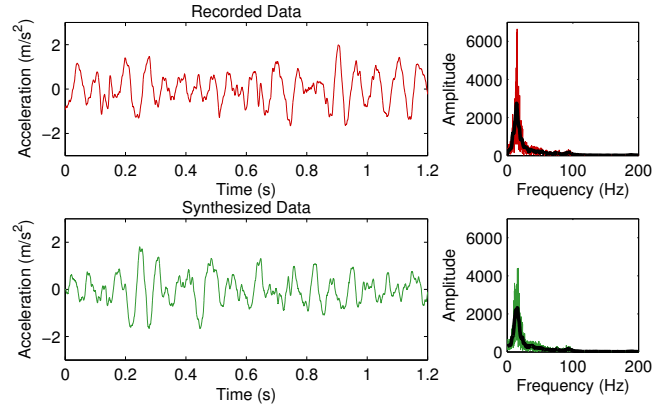 Recorded Data
Acceleration (m/s²)
2
0
−2
0 0.2 0.4 0.6 0.8 1 1.2
Time (s)
Amplitude
6000
4000
2000
0
0 100 200
Frequency (Hz)
Synthesized Data
Acceleration (m/s²)
2
0
−2
0 0.2 0.4 0.6 0.8 1 1.2
Time (s)
Amplitude
6000
4000
2000
0
0 100 200
Frequency (Hz)